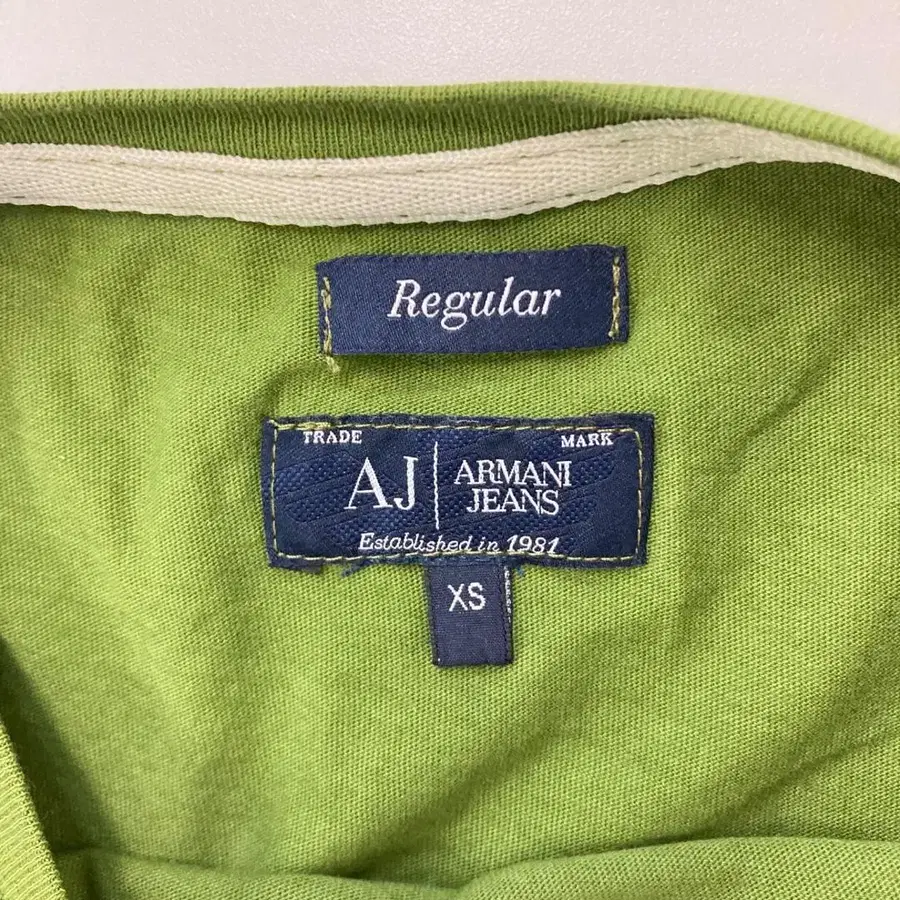 Regular
TRADE MARK
AJ ARMANI
JEANS
Established in 1981
XS